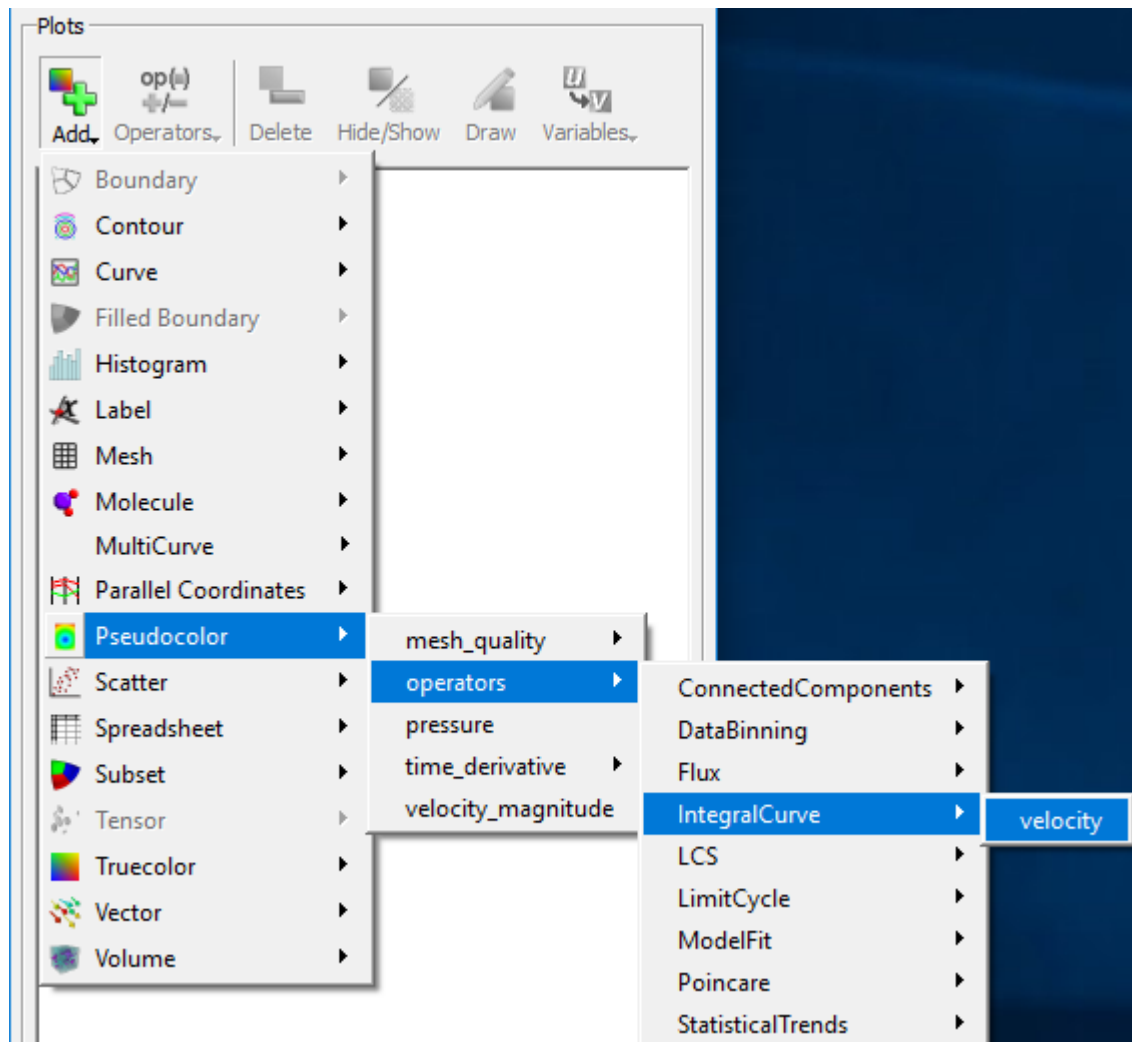 Plots
op(=)
+/−
Add Operators Delete Hide/Show Draw Variables
Boundary
Contour
Curve
Filled Boundary
Histogram
Label
Mesh
Molecule
MultiCurve
Parallel Coordinates
Pseudocolor
Scatter
Spreadsheet
Subset
Tensor
Truecolor
Vector
Volume
mesh_quality
operators
pressure
time_derivative
velocity_magnitude
ConnectedComponents
DataBinning
Flux
IntegralCurve
LCS
LimitCycle
ModelFit
Poincare
StatisticalTrends
velocity